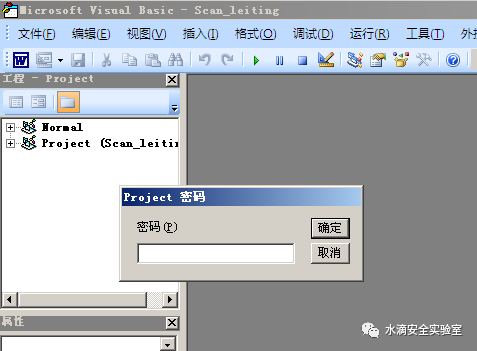 Microsoft Visual Basic - Scan_leiting
文件(F) 编辑(E) 视图(V) 插入(I) 格式(O) 调试(D) 运行(R) 工具(T) 外接
工程 - Project
Normal
Project (Scan_leitin
Project 密码
密码(P)
确定
取消
属性
水滴安全实验室